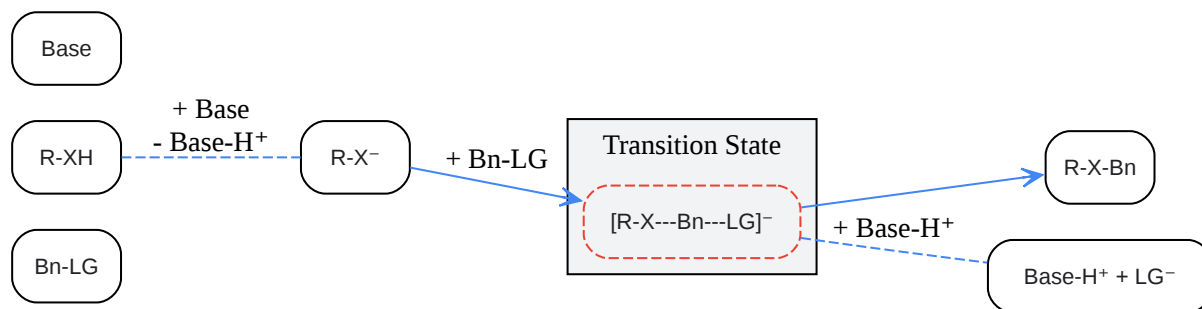 Base
R-XH
Bn-LG
+ Base
- Base-H⁺
R-X⁻
+ Bn-LG
Transition State
[R-X---Bn---LG]⁻
+ Base-H⁺
R-X-Bn
Base-H⁺ + LG⁻